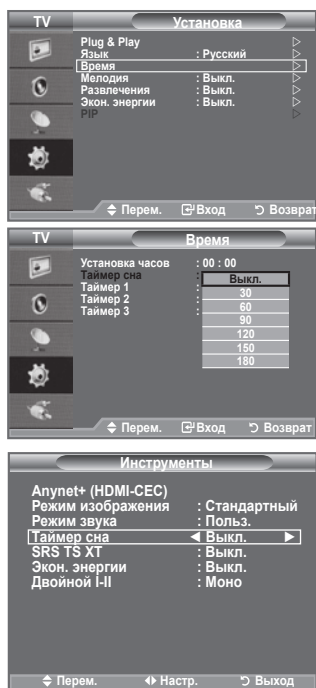 TV Установка
Plug & Play
Язык : Русский
Время
Мелодия : Выкл.
Развлечения : Выкл.
Экон. энергии : Выкл.
PIP
Перем. Вход Возврат
TV Время
Установка часов : 00 : 00
Таймер сна : Выкл.
Таймер 1 : 30
Таймер 2 : 60
Таймер 3 : 90
120
150
180
Перем. Вход Возврат
Инструменты
Anynet+ (HDMI-CEC)
Режим изображения : Стандартный
Режим звука : Польз.
Таймер сна Выкл.
SRS TS XT : Выкл.
Экон. энергии : Выкл.
Двойной I-II : Моно
Перем. Настр. Выход